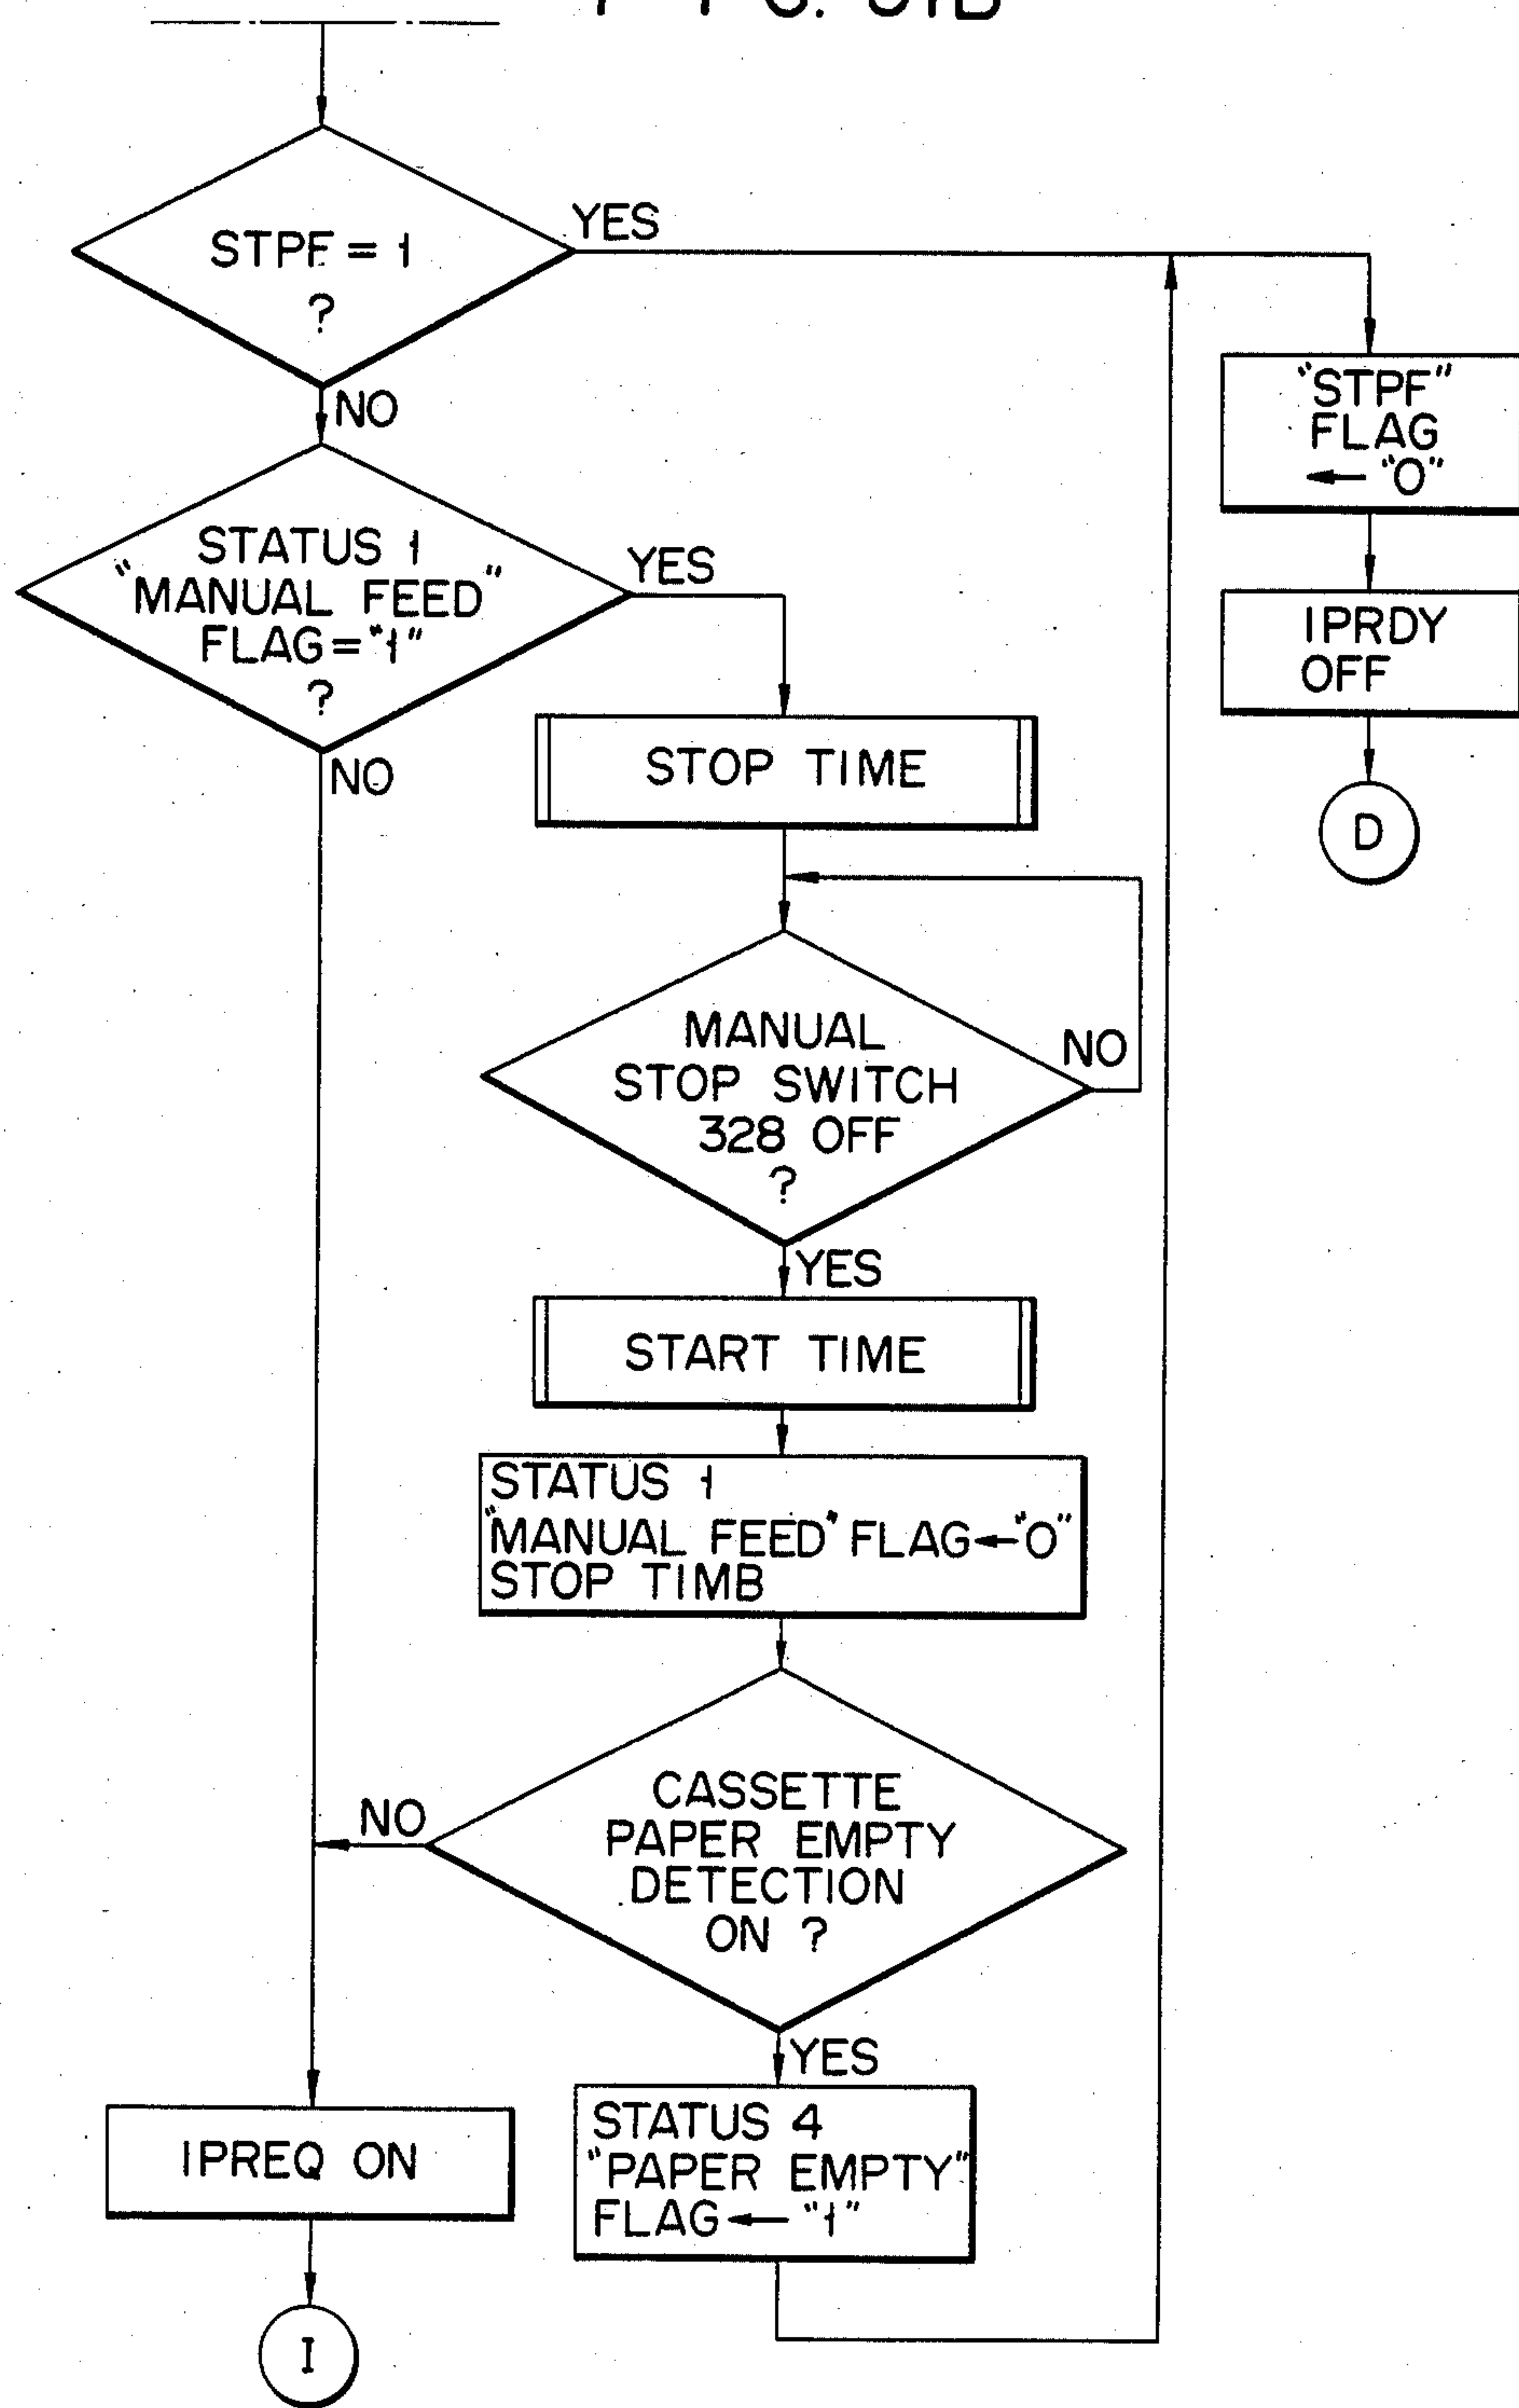 STPF = 1
?
YES
NO
"STPF"
FLAG
← "0"
STATUS 1
"MANUAL FEED"
FLAG = "1"
?
YES
NO
IPRDY
OFF
STOP TIME
D
MANUAL
STOP SWITCH
328 OFF
?
NO
YES
START TIME
STATUS 1
"MANUAL FEED" FLAG ← "0"
STOP TIMB
CASSETTE
PAPER EMPTY
DETECTION
ON ?
NO
YES
IPREQ ON
STATUS 4
"PAPER EMPTY"
FLAG ← "1"
I